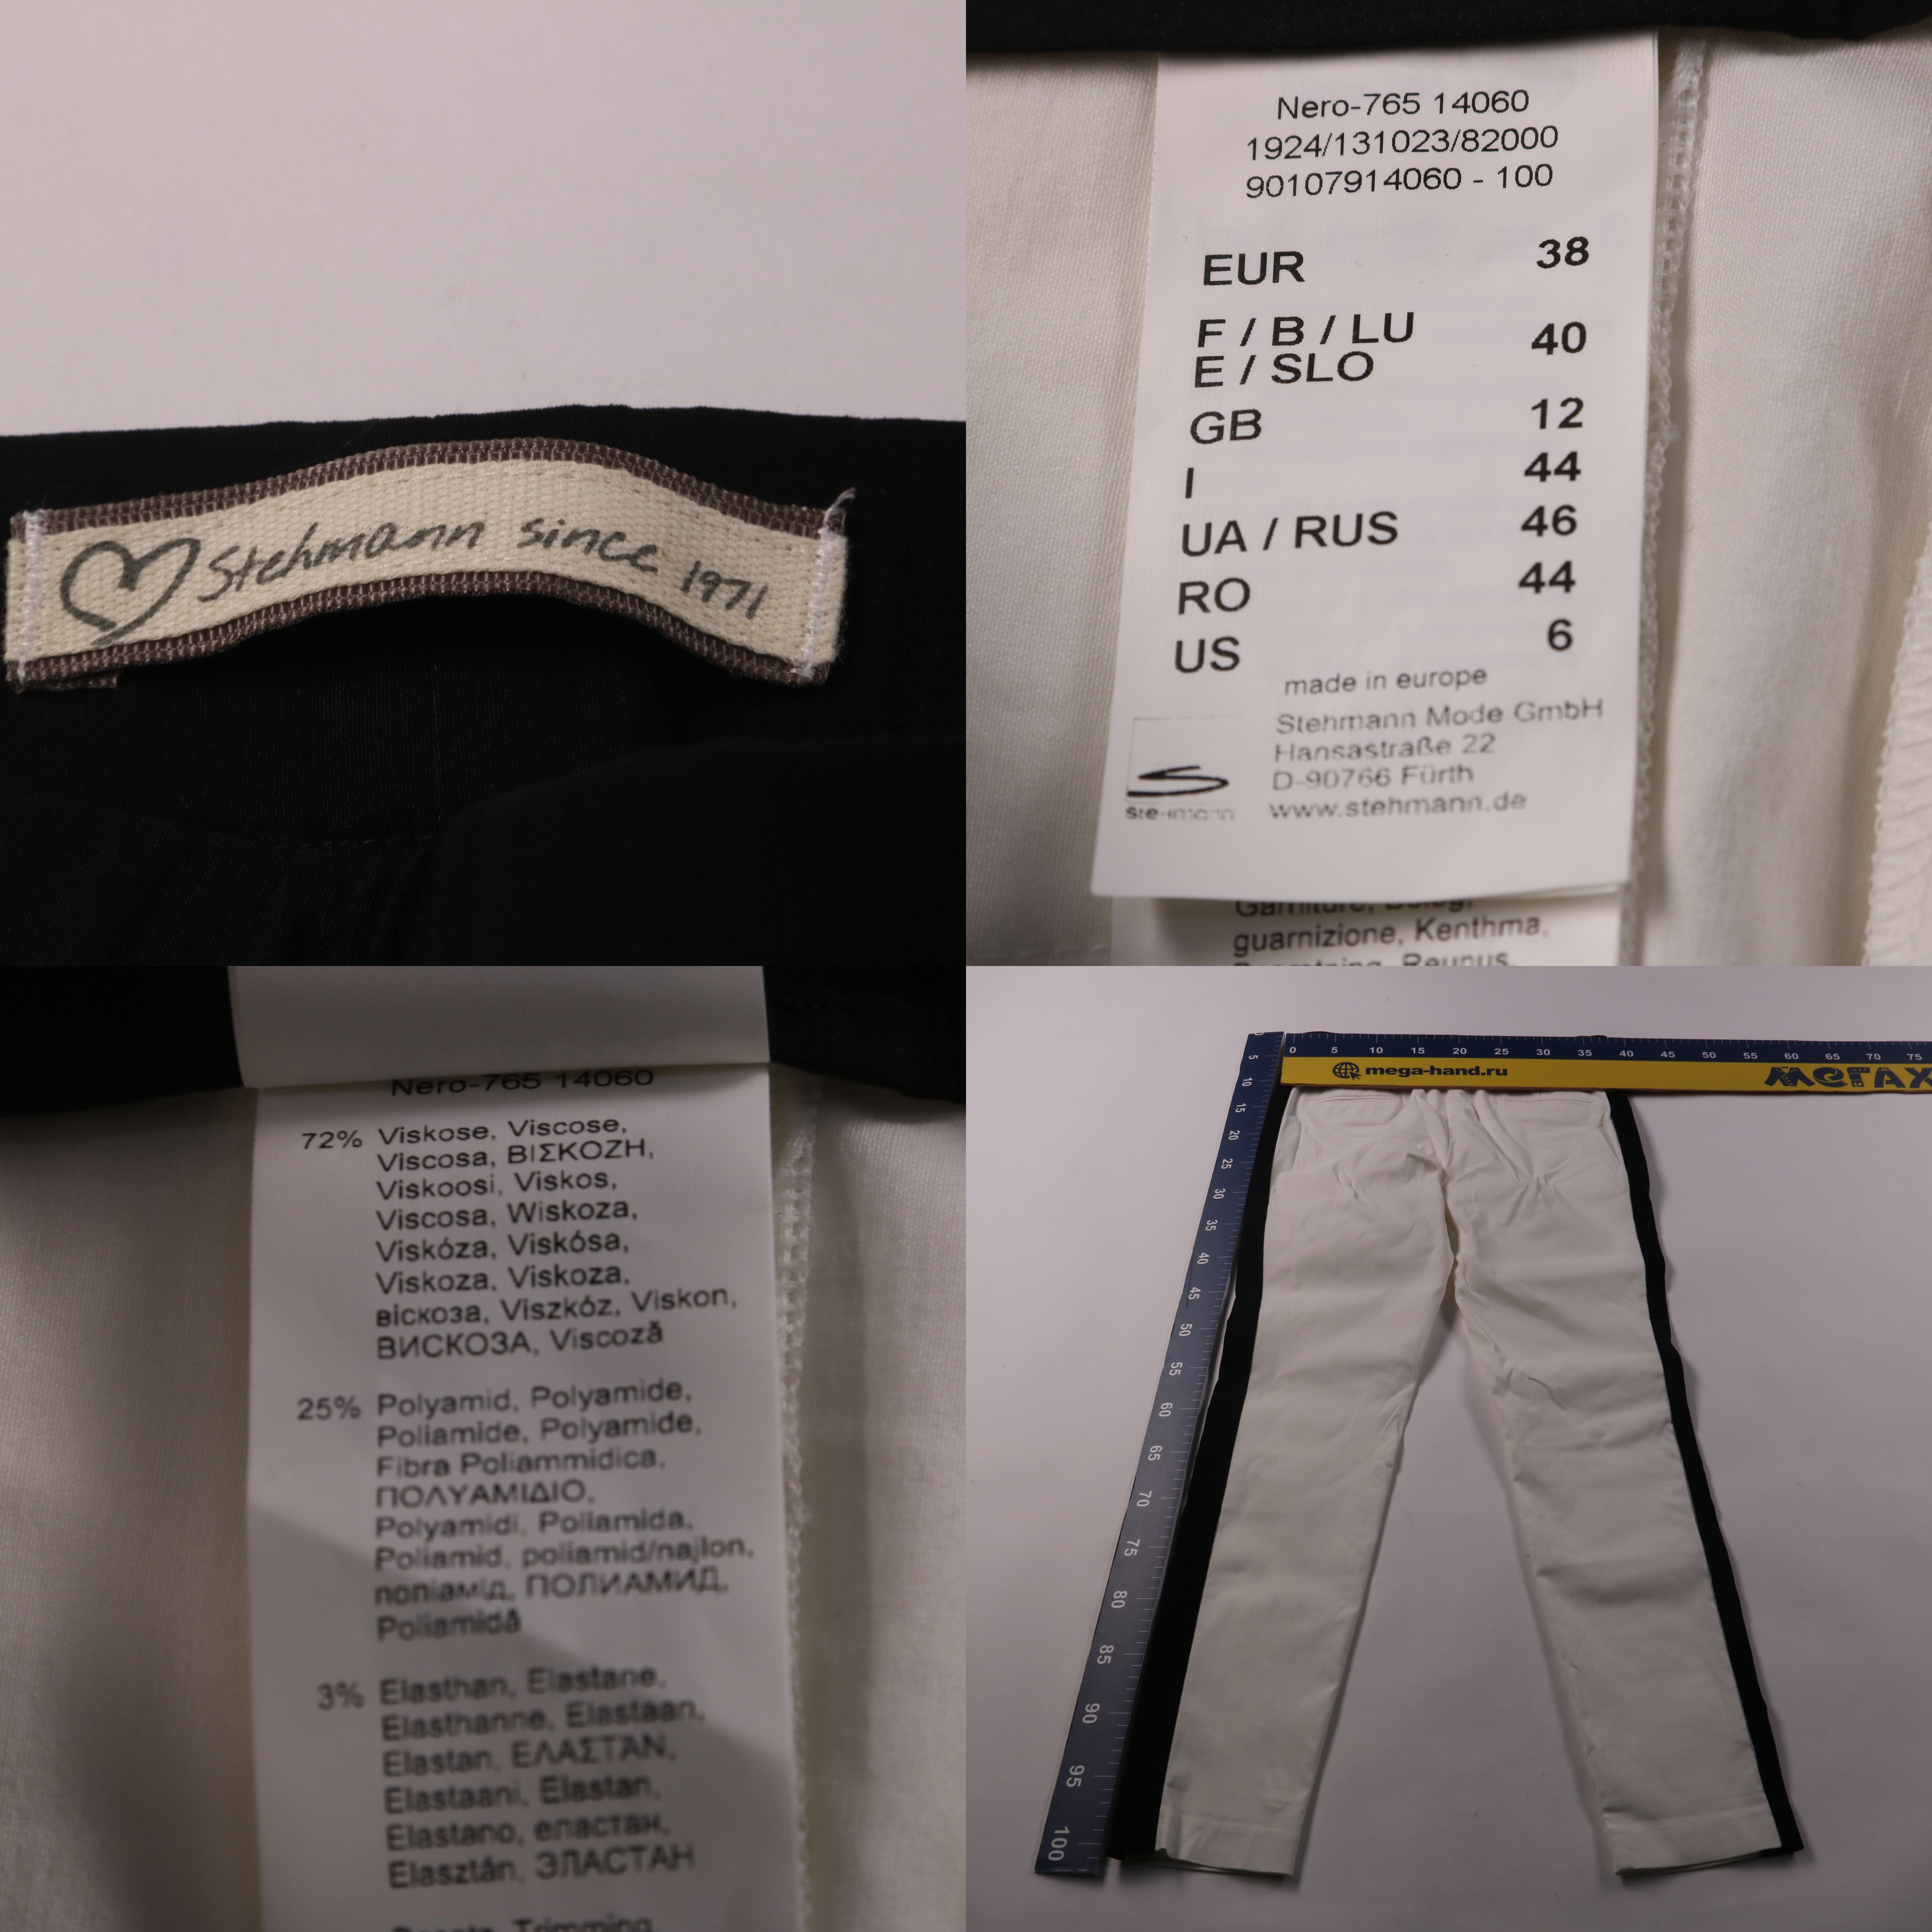 Stehmann since 1971
Nero-765 14060
1924/131023/82000
90107914060 - 100
EUR 38
F / B / LU
E / SLO 40
GB 12
I 44
UA / RUS 46
RO 44
US 6
made in europe
Stehmann Mode GmbH
Hansastraße 22
D-90766 Fürth
www.stehmann.de
Stehmann
guarnizione, Kenthma,
Reunus,
Nero-765 14060
72% Viskose, Viscose,
Viscosa, ΒΙΣΚΟΖΗ,
Viskoosi, Viskos,
Viscosa, Wiskoza,
Viskóza, Viskósa,
Viskoza, Viskoza,
віскоза, Viszkóz, Viskon,
ВИСКОЗА, Viscoză
25% Polyamid, Polyamide,
Poliamide, Polyamide,
Fibra Poliammidica,
ΠΟΛΥΑΜΙΔΙΟ,
Polyamidi, Poliamida,
Poliamid, poliamid/najlon,
поліамід, ПОЛИАМИД,
Poliamidă
3% Elasthan, Elastane,
Elasthanne, Elastaan,
Elastan, ΕΛΑΣΤΑΝ,
Elastaani, Elastan,
Elastano, еластан,
Elasztán, ЭЛАСТАН
Trimming
0 5 10 15 20 25 30 35 40 45 50 55 60 65 70 75
mega-hand.ru МЕГАХ
5
10
15
20
25
30
35
40
45
50
55
60
65
70
75
80
85
90
95
100